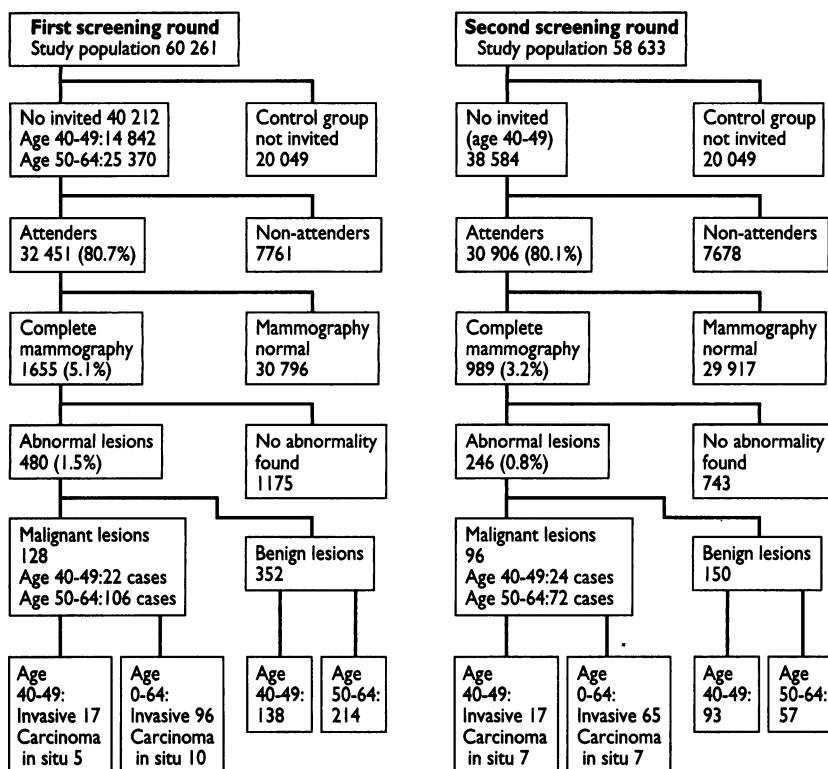 First screening round
Study population 60 261
No invited 40 212
Age 40-49:14 842
Age 50-64:25 370
Control group
not invited
20 049
Attenders
32 451 (80.7%)
Non-attenders
7761
Complete
mammography
1655 (5.1%)
Mammography
normal
30 796
Abnormal lesions
480 (1.5%)
No abnormality
found
1175
Malignant lesions
128
Age 40-49:22 cases
Age 50-64:106 cases
Benign lesions
352
Age
40-49:
Invasive 17
Carcinoma
in situ 5
Age
0-64:
Invasive 96
Carcinoma
in situ 10
Age
40-49:
138
Age
50-64:
214
Second screening round
Study population 58 633
No invited
(age 40-49)
38 584
Control group
not invited
20 049
Attenders
30 906 (80.1%)
Non-attenders
7678
Complete
mammography
989 (3.2%)
Mammography
normal
29 917
Abnormal lesions
246 (0.8%)
No abnormality
found
743
Malignant lesions
96
Age 40-49:24 cases
Age 50-64:72 cases
Benign lesions
150
Age
40-49:
Invasive 17
Carcinoma
in situ 7
Age
0-64:
Invasive 65
Carcinoma
in situ 7
Age
40-49:
93
Age
50-64:
57